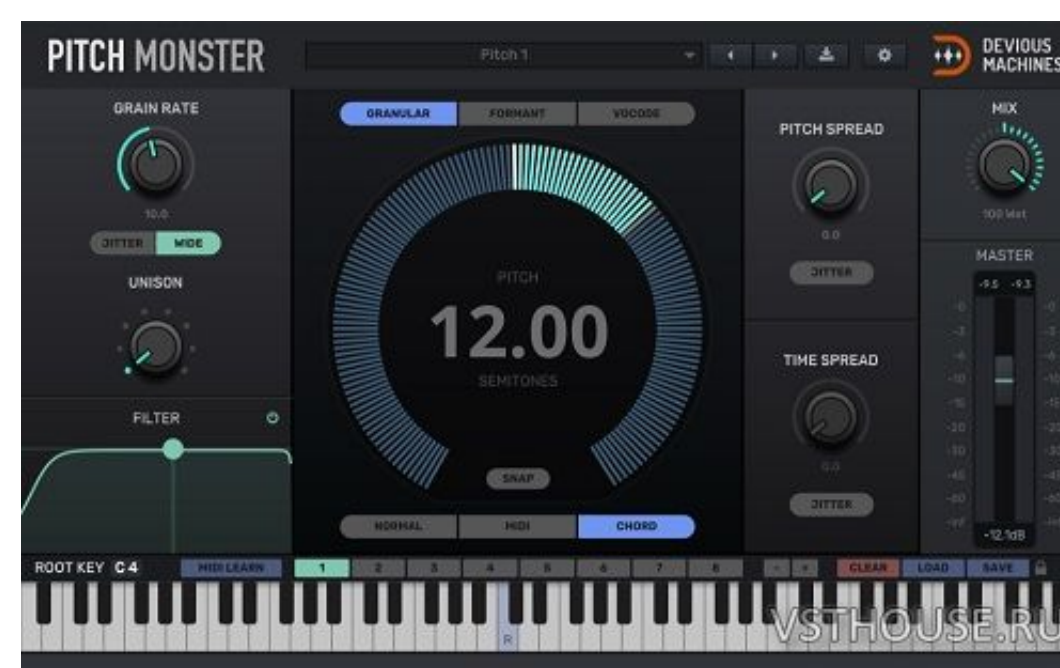 PITCH MONSTER
Pitch 1
DEVIOUS
MACHINES
GRAIN RATE
10.0
JITTER WIDE
UNISON
FILTER
GRANULAR FORMANT VOCODE
PITCH
12.00
SEMITONES
SNAP
NORMAL MIDI CHORD
PITCH SPREAD
0.0
JITTER
TIME SPREAD
0.0
JITTER
MIX
100 Wet
MASTER
-9.5 -9.3
-12.1dB
ROOT KEY C4 MIDI LEARN 1 2 3 4 5 6 7 8 - + CLEAR LOAD SAVE
R
VSTHOUSE.RU